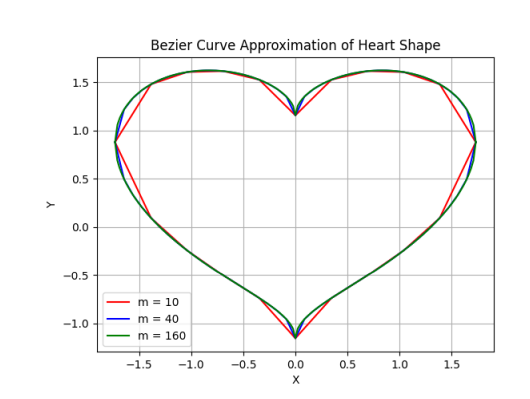 Bezier Curve Approximation of Heart Shape
Y
1.5
1.0
0.5
0.0
−0.5
−1.0
m = 10
m = 40
m = 160
−1.5 −1.0 −0.5 0.0 0.5 1.0 1.5
X